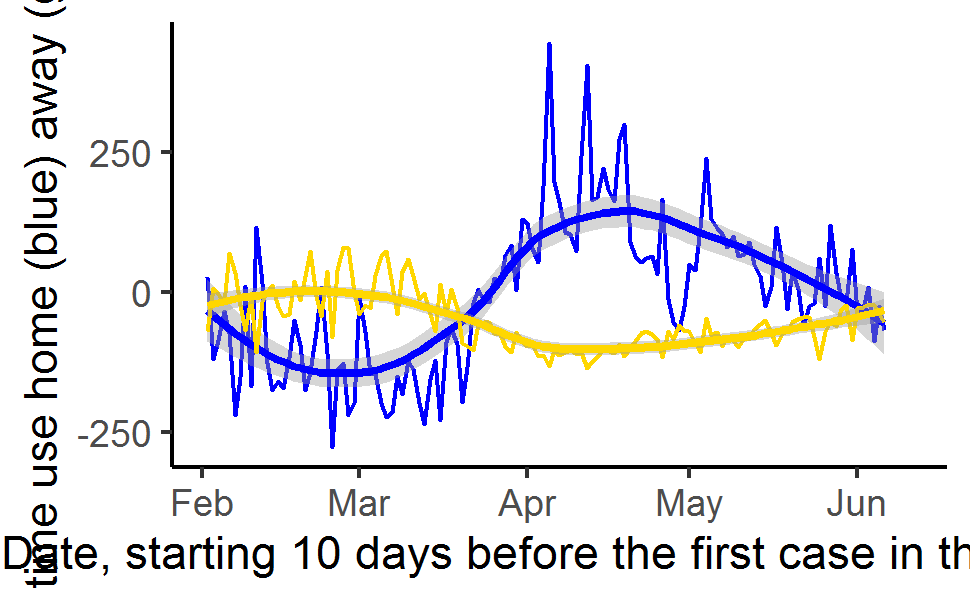 time use home (blue) away (
250
0
-250
Feb Mar Apr May Jun
Date, starting 10 days before the first case in th